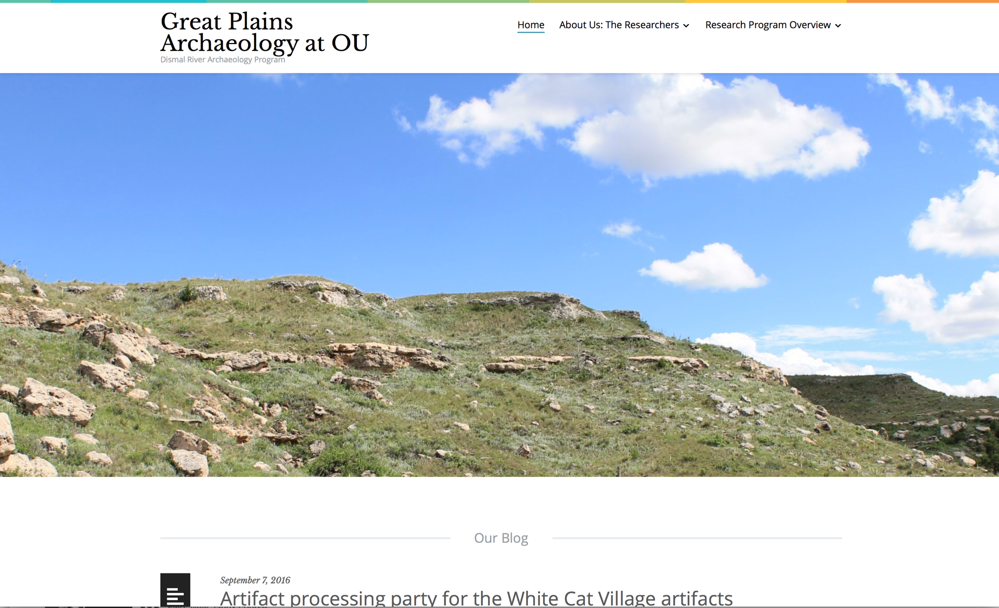 Great Plains
Archaeology at OU
Dismal River Archaeology Program
Home About Us: The Researchers Research Program Overview
Our Blog
September 7, 2016
Artifact processing party for the White Cat Village artifacts